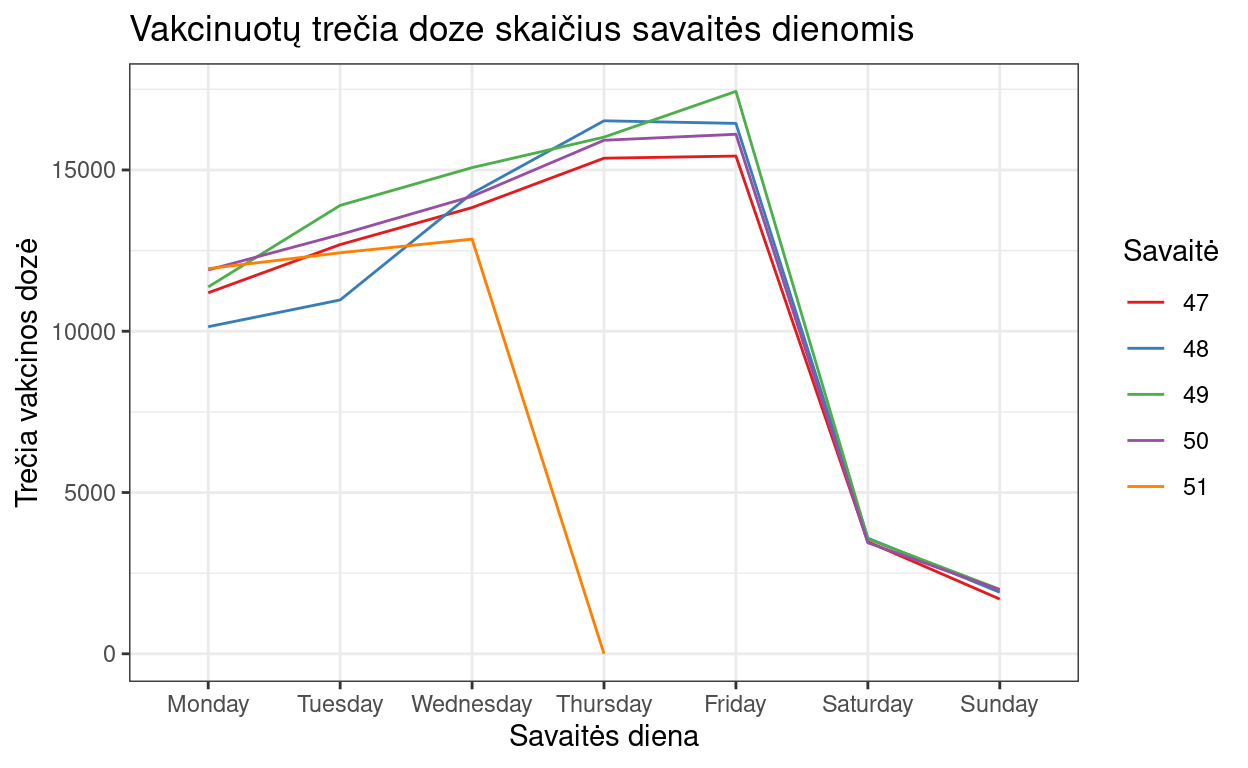 Vakcinuotų trečia doze skaičius savaitės dienomis
Trečia vakcinos dozė
15000
10000
5000
0
Monday Tuesday Wednesday Thursday Friday Saturday Sunday
Savaitės diena
Savaitė
47
48
49
50
51